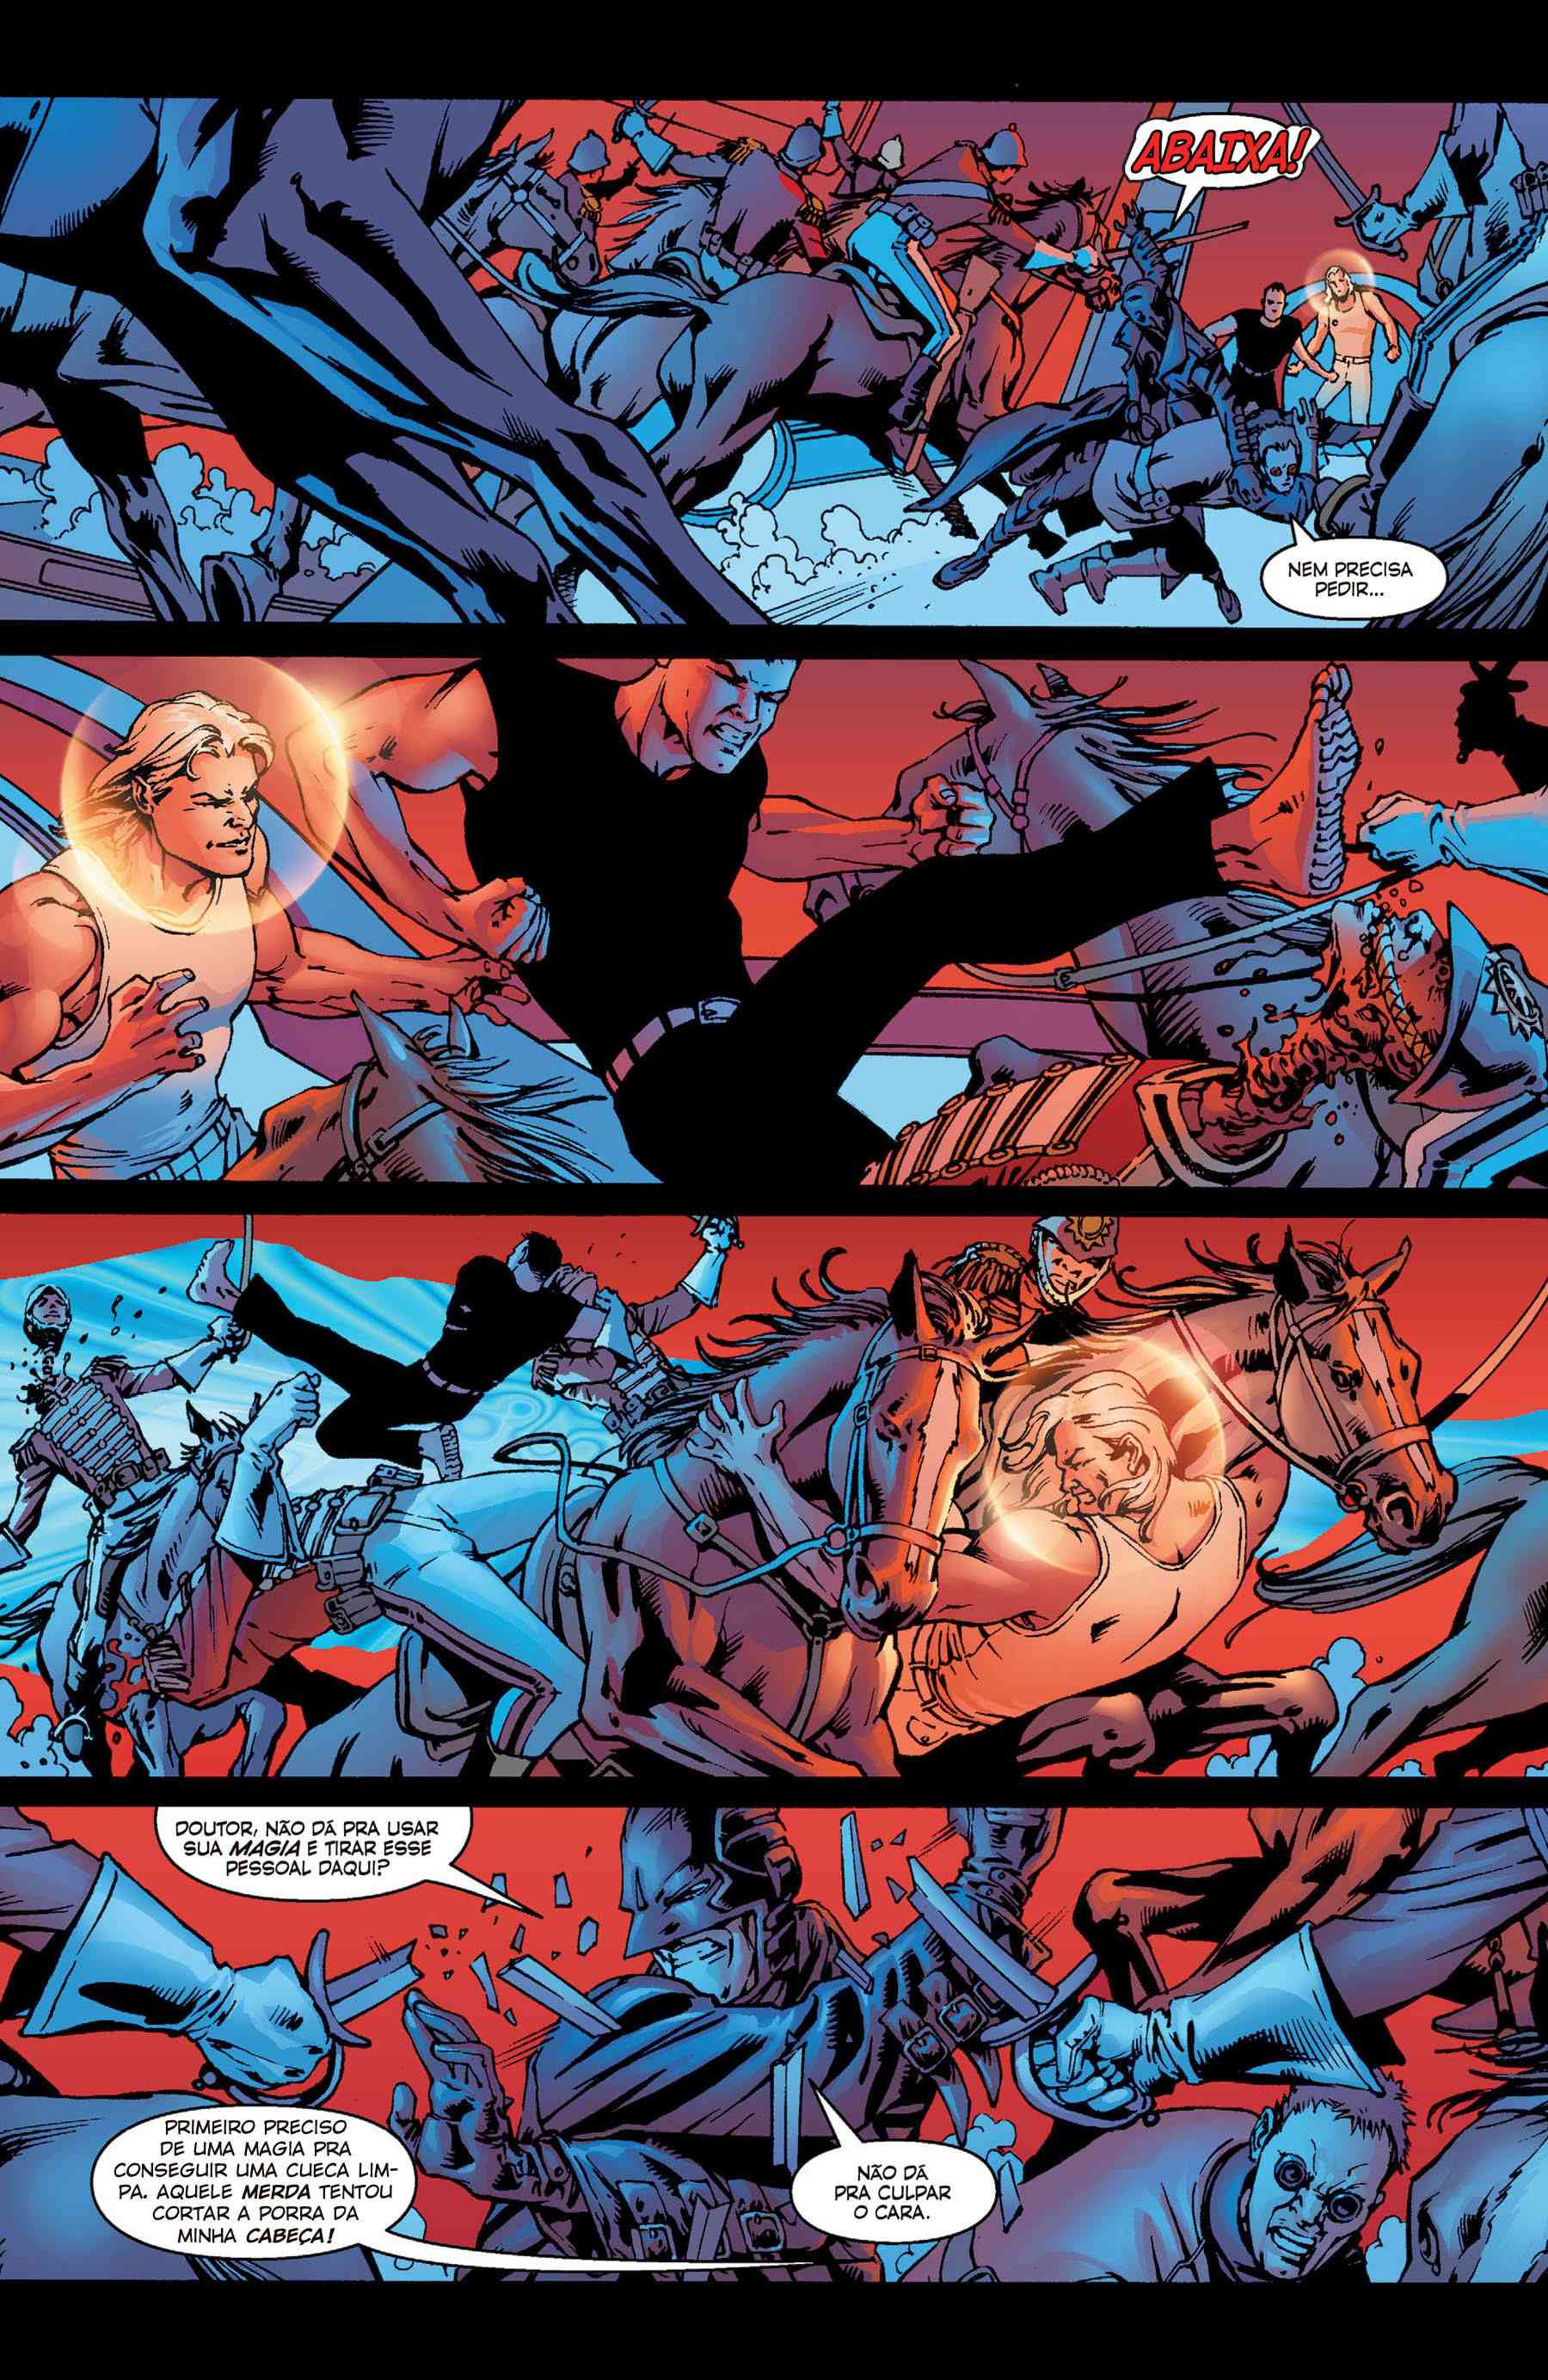 ABAIXA!
NEM PRECISA
PEDIR...
DOUTOR, NÃO DÁ PRA USAR
SUA MAGIA E TIRAR ESSE
PESSOAL DAQUI?
PRIMEIRO PRECISO
DE UMA MAGIA PRA
CONSEGUIR UMA CUECA LIM-
PA. AQUELE MERDA TENTOU
CORTAR A PORRA DA
MINHA CABEÇA!
NÃO DÁ
PRA CULPAR
O CARA.